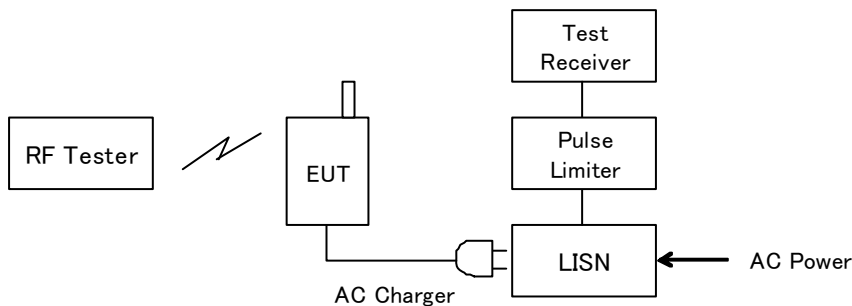 Test
Receiver
RF Tester
EUT
Pulse
Limiter
LISN
AC Power
AC Charger